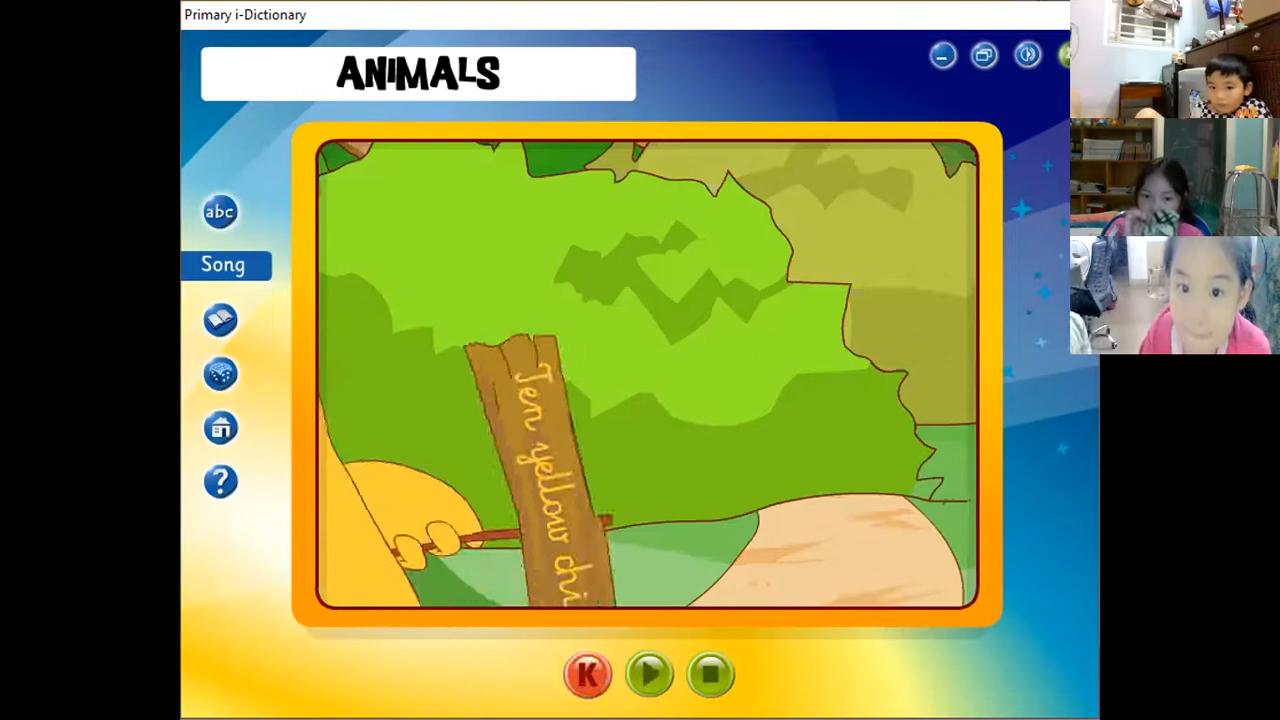 Primary i-Dictionary
ANIMALS
abc
Song
?
Ten yellow chi
K